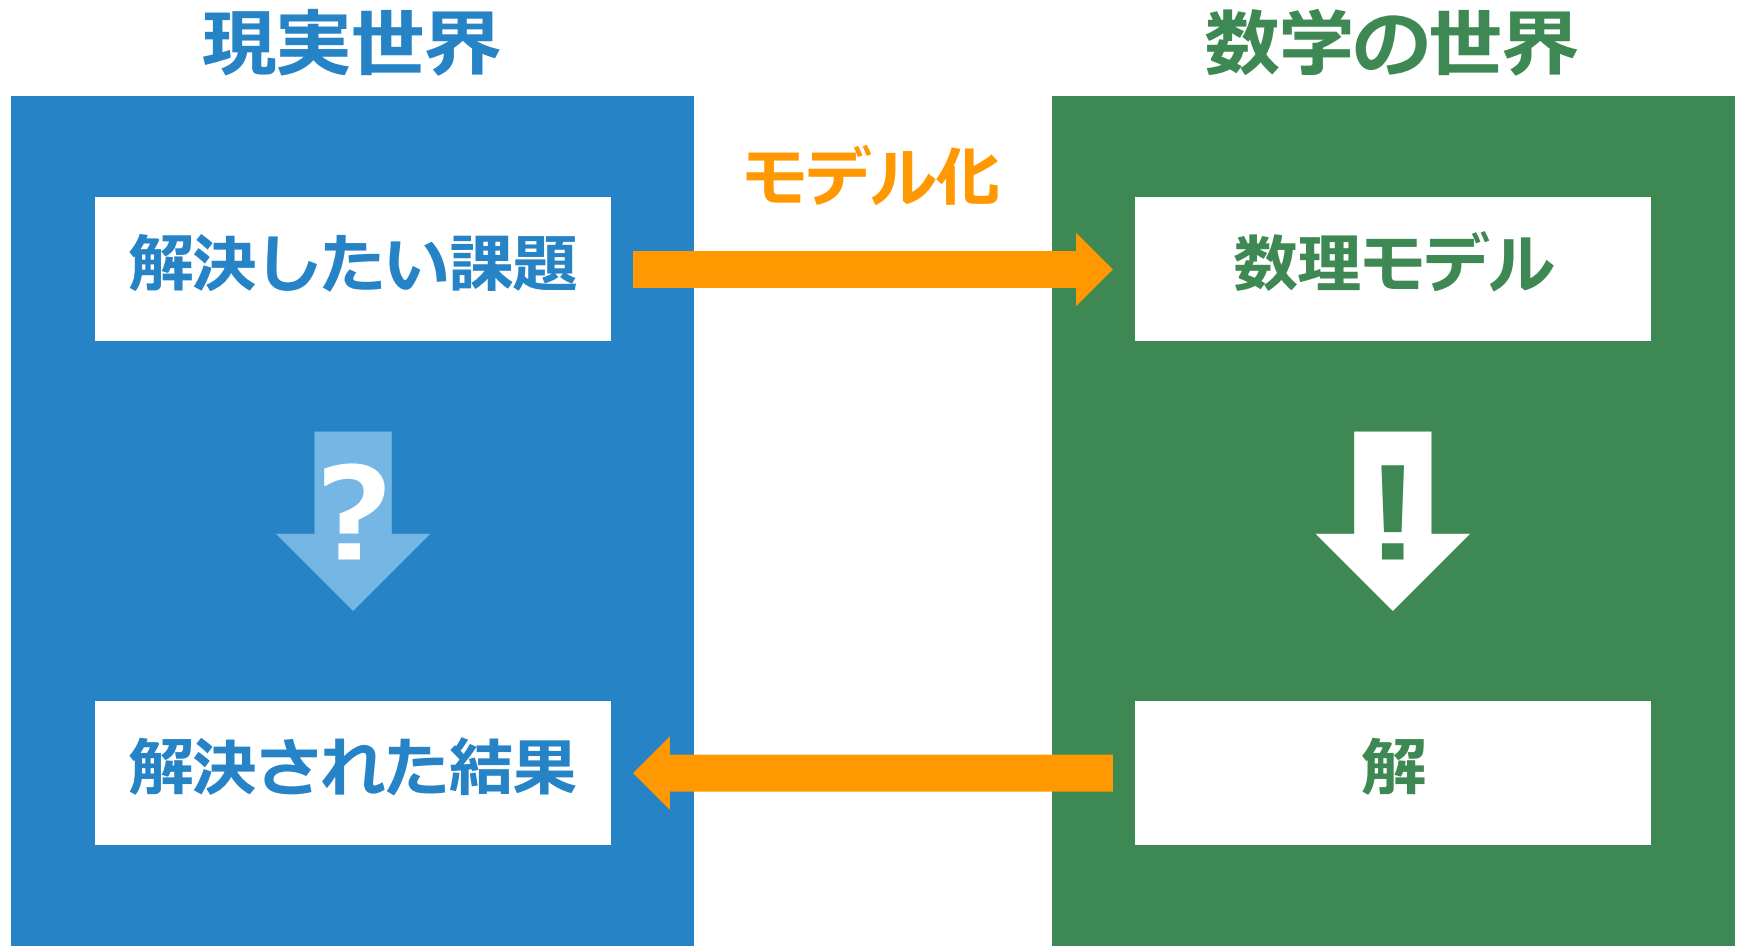 現実世界
数学の世界
モデル化
解決したい課題
数理モデル
?
!
解決された結果
解